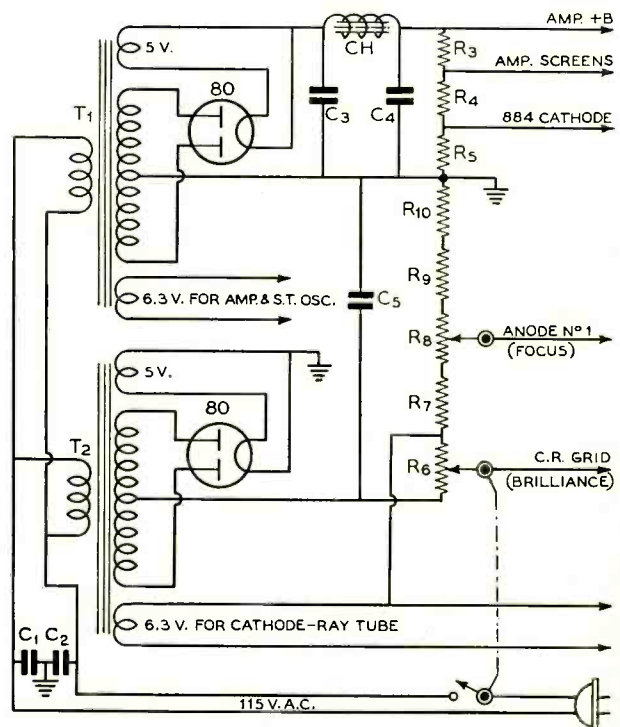 AMP. +B
5 V.
CH
R3
AMP. SCREENS
80
C3
C4
R4
884 CATHODE
T1
R5
R10
R9
6.3 V. FOR AMP. & S.T. OSC.
C5
R8
ANODE Nº 1
(FOCUS)
5 V.
R7
80
T2
R6
C.R. GRID
(BRILLIANCE)
6.3 V. FOR CATHODE-RAY TUBE
C1 C2
115 V. A.C.